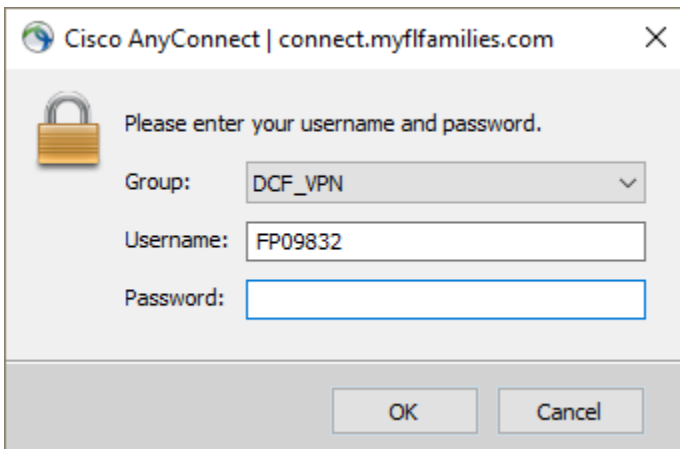 Cisco AnyConnect | connect.myflfamilies.com
Please enter your username and password.
Group: DCF_VPN
Username: FP09832
Password:
OK Cancel